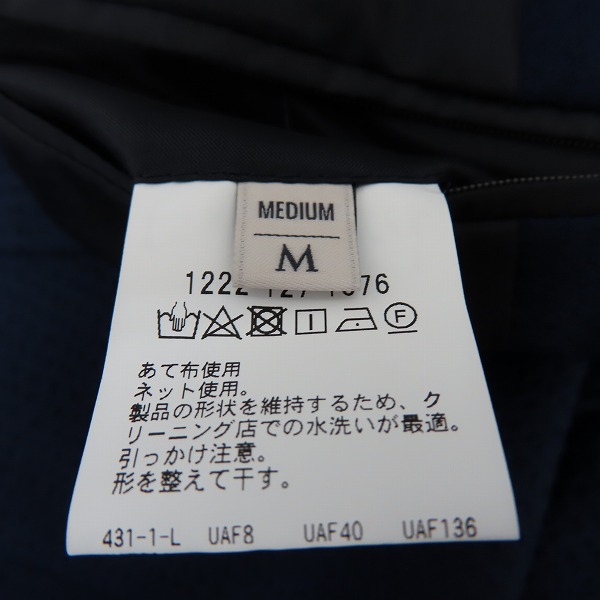 MEDIUM
M
1222
あて布使用
ネット使用。
製品の形状を維持するため、ク
リーニング店での水洗いが最適。
引っかけ注意。
形を整えて干す。
431-1-L UAF8 UAF40 UAF136